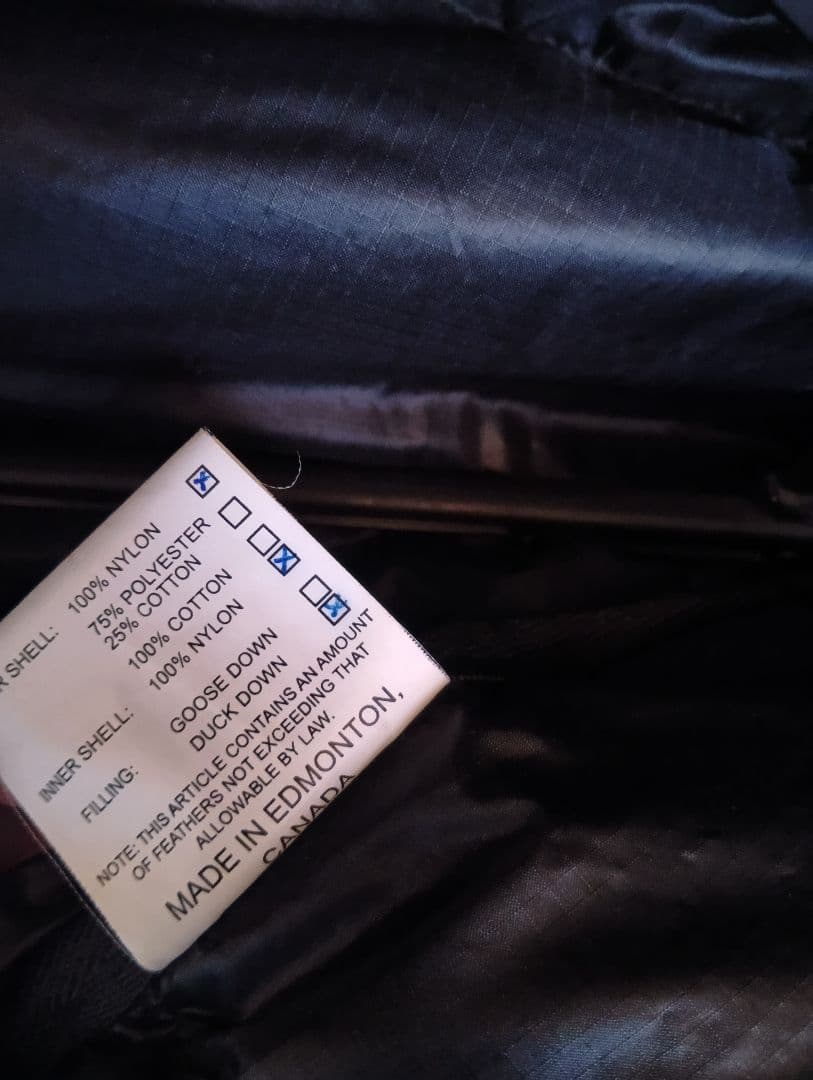 R SHELL: 100% NYLON
75% POLYESTER
25% COTTON
INNER SHELL: 100% COTTON
100% NYLON
FILLING: GOOSE DOWN
DUCK DOWN
NOTE: THIS ARTICLE CONTAINS AN AMOUNT
OF FEATHERS NOT EXCEEDING THAT
ALLOWABLE BY LAW.
MADE IN EDMONTON,
CANADA